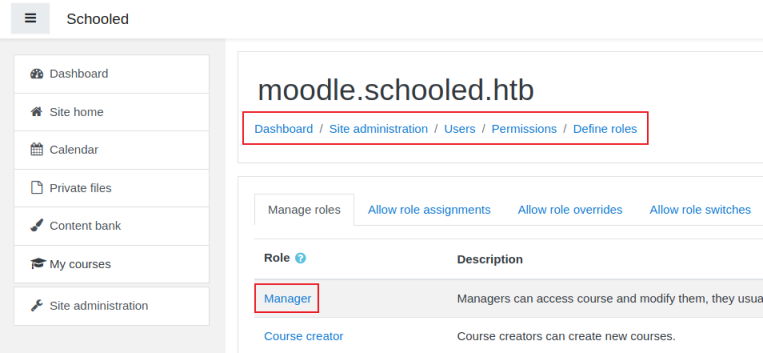 Schooled
Dashboard
Site home
Calendar
Private files
Content bank
My courses
Site administration
moodle.schooled.htb
Dashboard / Site administration / Users / Permissions / Define roles
Manage roles Allow role assignments Allow role overrides Allow role switches
Role Description
Manager Managers can access course and modify them, they usua
Course creator Course creators can create new courses.